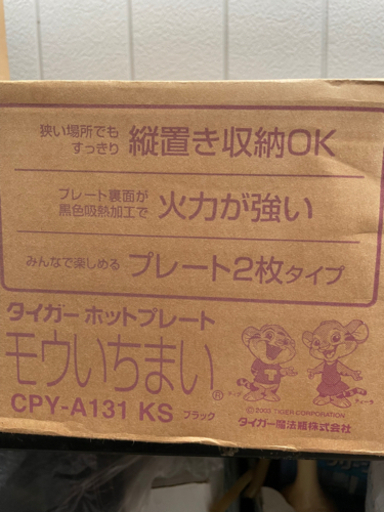 狭い場所でも
すっきり
縦置き収納OK
プレート裏面が
黒色吸熱加工で
火力が強い
みんなで楽しめる
プレート2枚タイプ
タイガー ホットプレート
モウいちまい®
CPY-A131 KS ブラック
© 2003 TIGER CORPORATION
タイガー魔法瓶株式会社